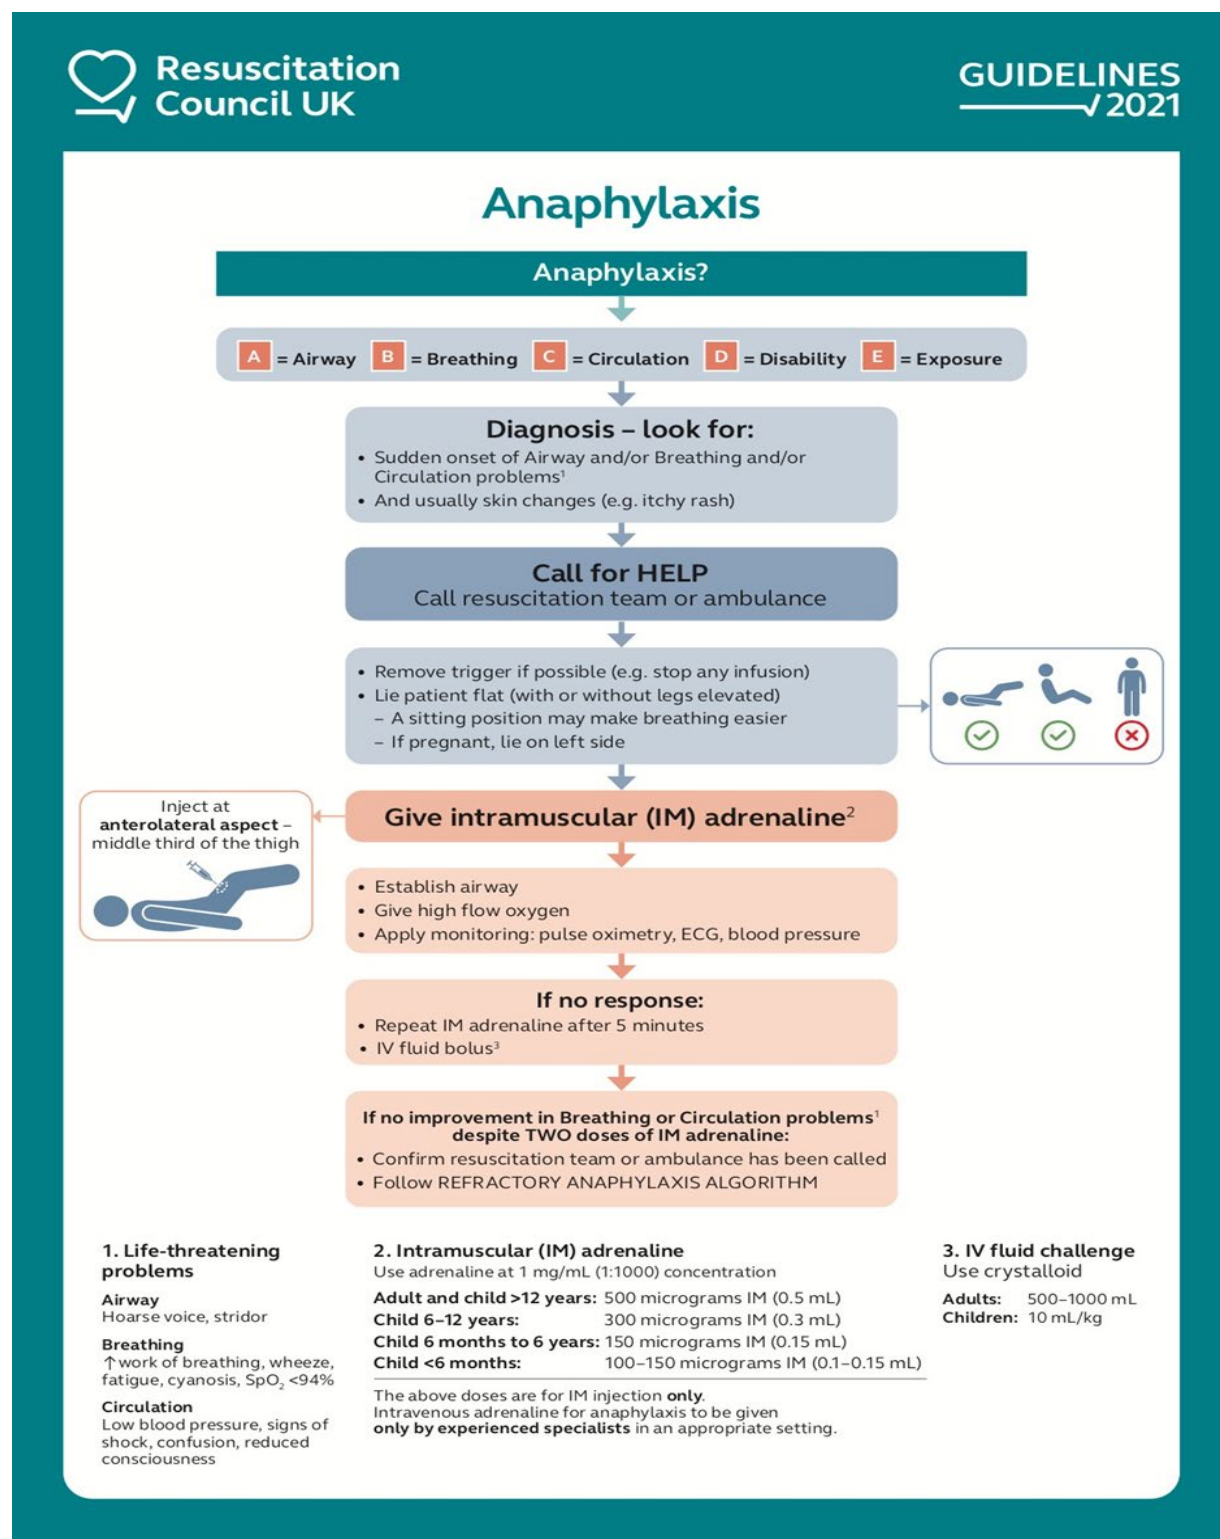 Resuscitation
Council UK
GUIDELINES
2021
Anaphylaxis
Anaphylaxis?
A = Airway B = Breathing C = Circulation D = Disability E = Exposure
Diagnosis – look for:
• Sudden onset of Airway and/or Breathing and/or
Circulation problems¹
• And usually skin changes (e.g. itchy rash)
Call for HELP
Call resuscitation team or ambulance
• Remove trigger if possible (e.g. stop any infusion)
• Lie patient flat (with or without legs elevated)
– A sitting position may make breathing easier
– If pregnant, lie on left side
Inject at
anterolateral aspect –
middle third of the thigh
Give intramuscular (IM) adrenaline²
• Establish airway
• Give high flow oxygen
• Apply monitoring: pulse oximetry, ECG, blood pressure
If no response:
• Repeat IM adrenaline after 5 minutes
• IV fluid bolus³
If no improvement in Breathing or Circulation problems¹
despite TWO doses of IM adrenaline:
• Confirm resuscitation team or ambulance has been called
• Follow REFRACTORY ANAPHYLAXIS ALGORITHM
1. Life-threatening
problems
Airway
Hoarse voice, stridor
Breathing
↑work of breathing, wheeze,
fatigue, cyanosis, SpO₂ <94%
Circulation
Low blood pressure, signs of
shock, confusion, reduced
consciousness
2. Intramuscular (IM) adrenaline
Use adrenaline at 1 mg/mL (1:1000) concentration
Adult and child >12 years: 500 micrograms IM (0.5 mL)
Child 6–12 years: 300 micrograms IM (0.3 mL)
Child 6 months to 6 years: 150 micrograms IM (0.15 mL)
Child <6 months: 100–150 micrograms IM (0.1–0.15 mL)
The above doses are for IM injection only.
Intravenous adrenaline for anaphylaxis to be given
only by experienced specialists in an appropriate setting.
3. IV fluid challenge
Use crystalloid
Adults: 500–1000 mL
Children: 10 mL/kg